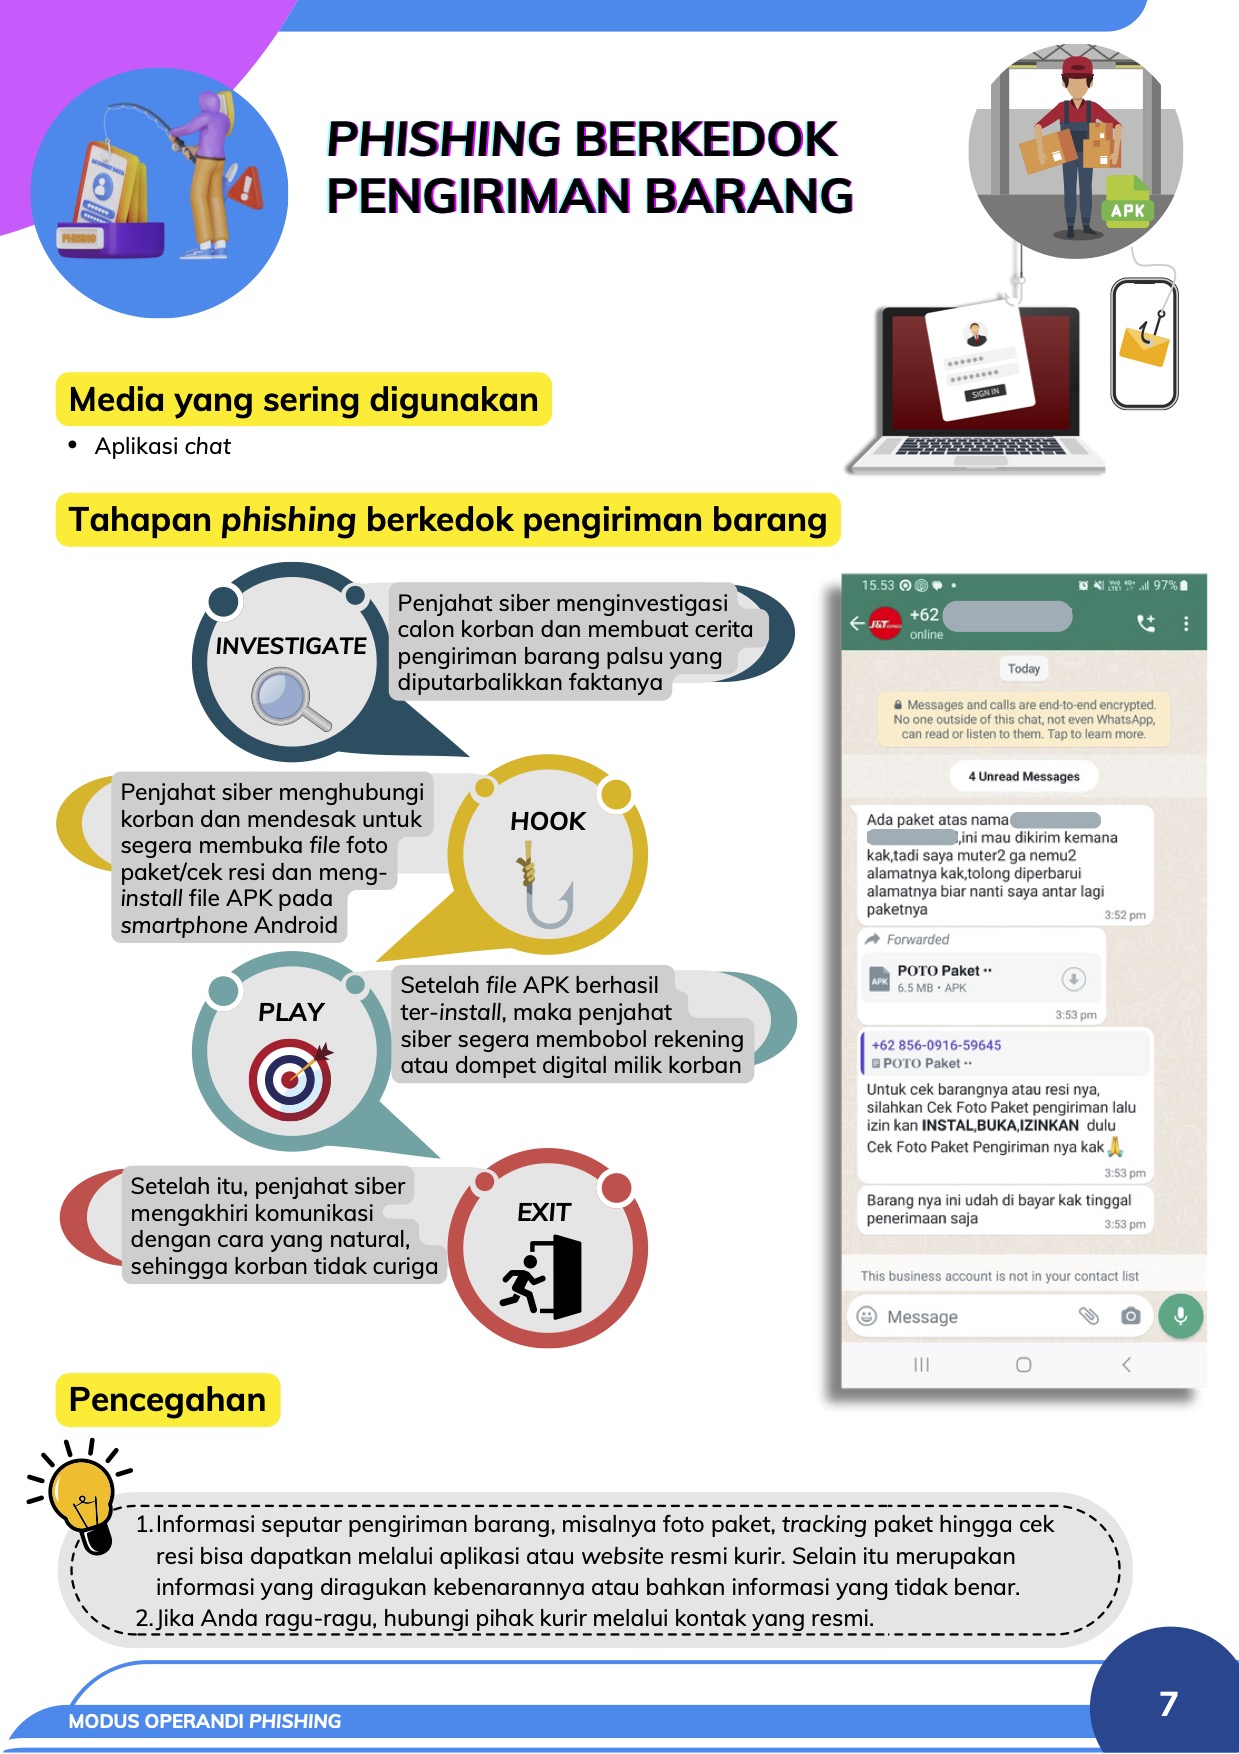 PHISHING BERKEDOK
PENGIRIMAN BARANG
ACCOUNT DATA
PHISING
APK
SIGN IN
Media yang sering digunakan
• Aplikasi chat
Tahapan phishing berkedok pengiriman barang
INVESTIGATE
Penjahat siber menginvestigasi
calon korban dan membuat cerita
pengiriman barang palsu yang
diputarbalikkan faktanya
Penjahat siber menghubungi
korban dan mendesak untuk
segera membuka file foto
paket/cek resi dan meng-
install file APK pada
smartphone Android
HOOK
PLAY
Setelah file APK berhasil
ter-install, maka penjahat
siber segera membobol rekening
atau dompet digital milik korban
Setelah itu, penjahat siber
mengakhiri komunikasi
dengan cara yang natural,
sehingga korban tidak curiga
EXIT
15.53
97%
J&T EXPRESS
+62
online
Today
Messages and calls are end-to-end encrypted.
No one outside of this chat, not even WhatsApp,
can read or listen to them. Tap to learn more.
4 Unread Messages
Ada paket atas nama
,ini mau dikirim kemana
kak,tadi saya muter2 ga nemu2
alamatnya kak,tolong diperbarui
alamatnya biar nanti saya antar lagi
paketnya
3:52 pm
Forwarded
APK
POTO Paket ··
6.5 MB • APK
3:53 pm
+62 856-0916-59645
POTO Paket ··
Untuk cek barangnya atau resi nya,
silahkan Cek Foto Paket pengiriman lalu
izin kan INSTAL,BUKA,IZINKAN dulu
Cek Foto Paket Pengiriman nya kak🙏
3:53 pm
Barang nya ini udah di bayar kak tinggal
penerimaan saja
3:53 pm
This business account is not in your contact list
Message
Pencegahan
1. Informasi seputar pengiriman barang, misalnya foto paket, tracking paket hingga cek
resi bisa dapatkan melalui aplikasi atau website resmi kurir. Selain itu merupakan
informasi yang diragukan kebenarannya atau bahkan informasi yang tidak benar.
2. Jika Anda ragu-ragu, hubungi pihak kurir melalui kontak yang resmi.
MODUS OPERANDI PHISHING
7